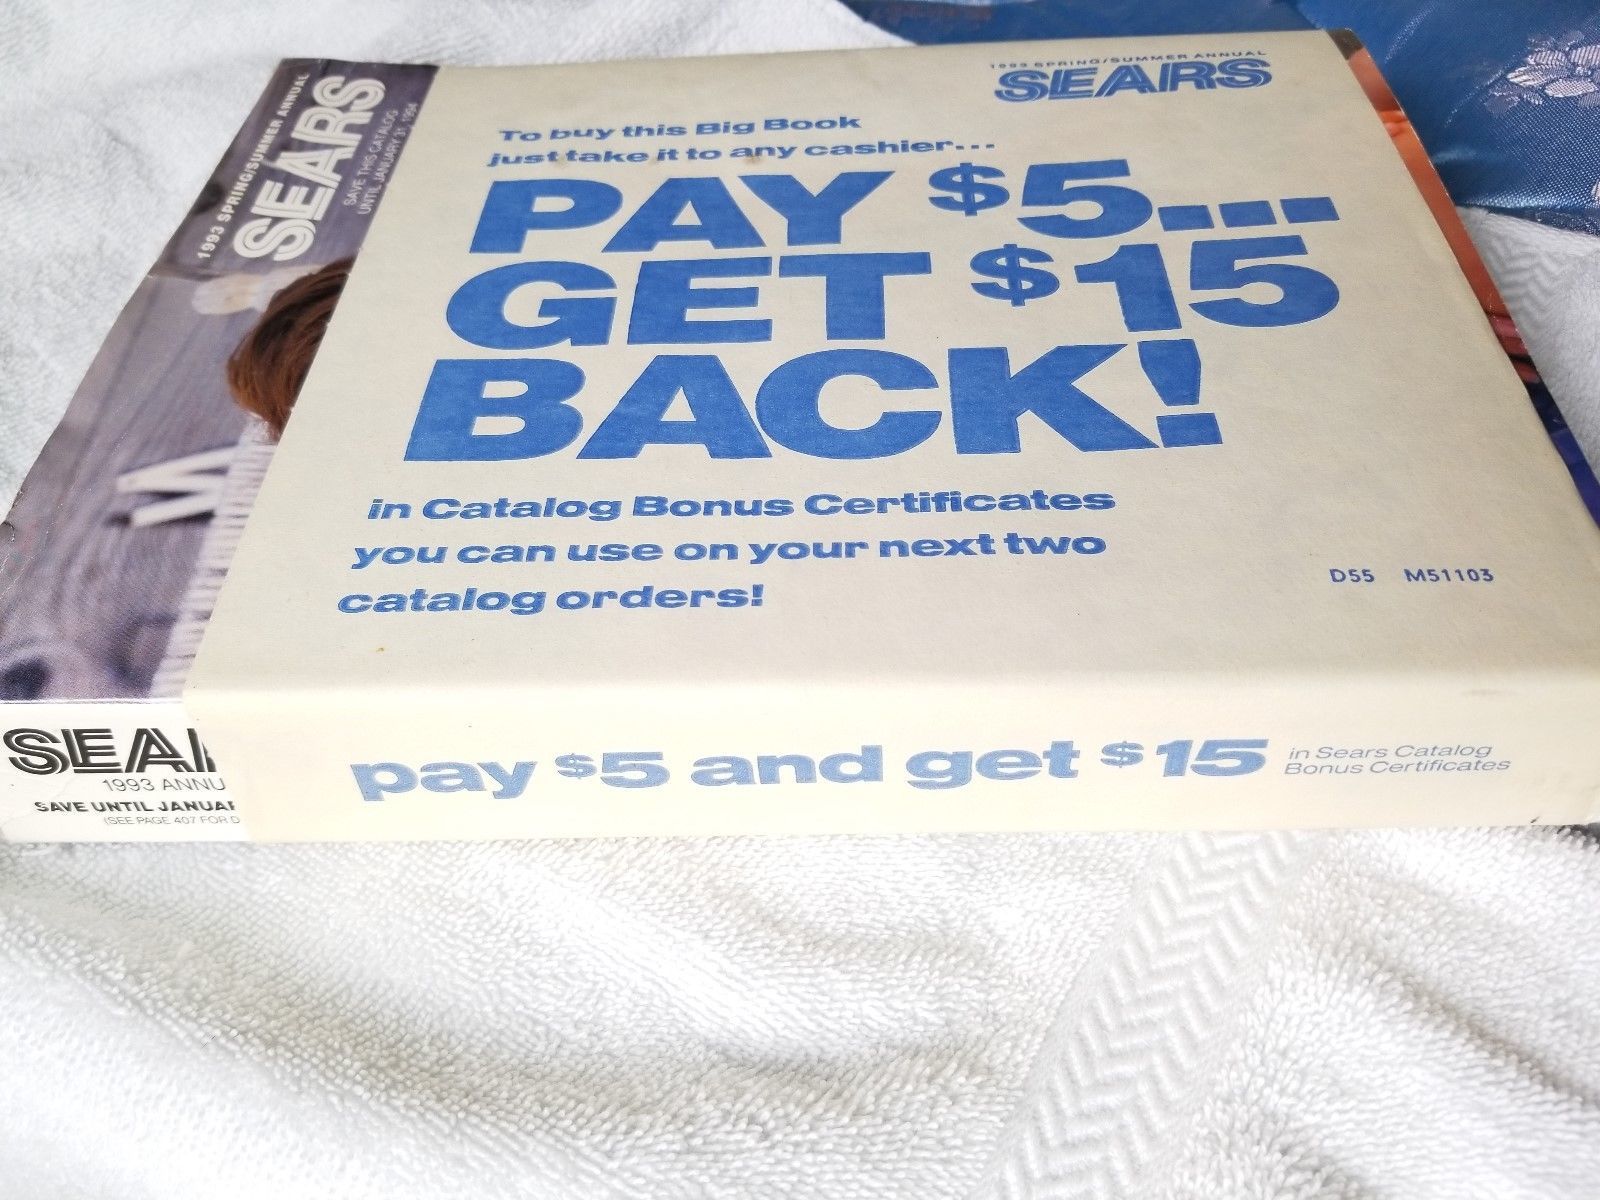 1993 SPRING/SUMMER ANNUAL
SEARS
SAVE THIS CATALOG
UNTIL JANUARY 31, 1994
1993 SPRING/SUMMER ANNUAL
SEARS
To buy this Big Book
just take it to any cashier...
PAY $5...
GET $15
BACK!
in Catalog Bonus Certificates
you can use on your next two
catalog orders!
D55 M51103
SEAR
1993 ANNU
SAVE UNTIL JANUAR
(SEE PAGE 407 FOR D
pay $5 and get $15
in Sears Catalog
Bonus Certificates